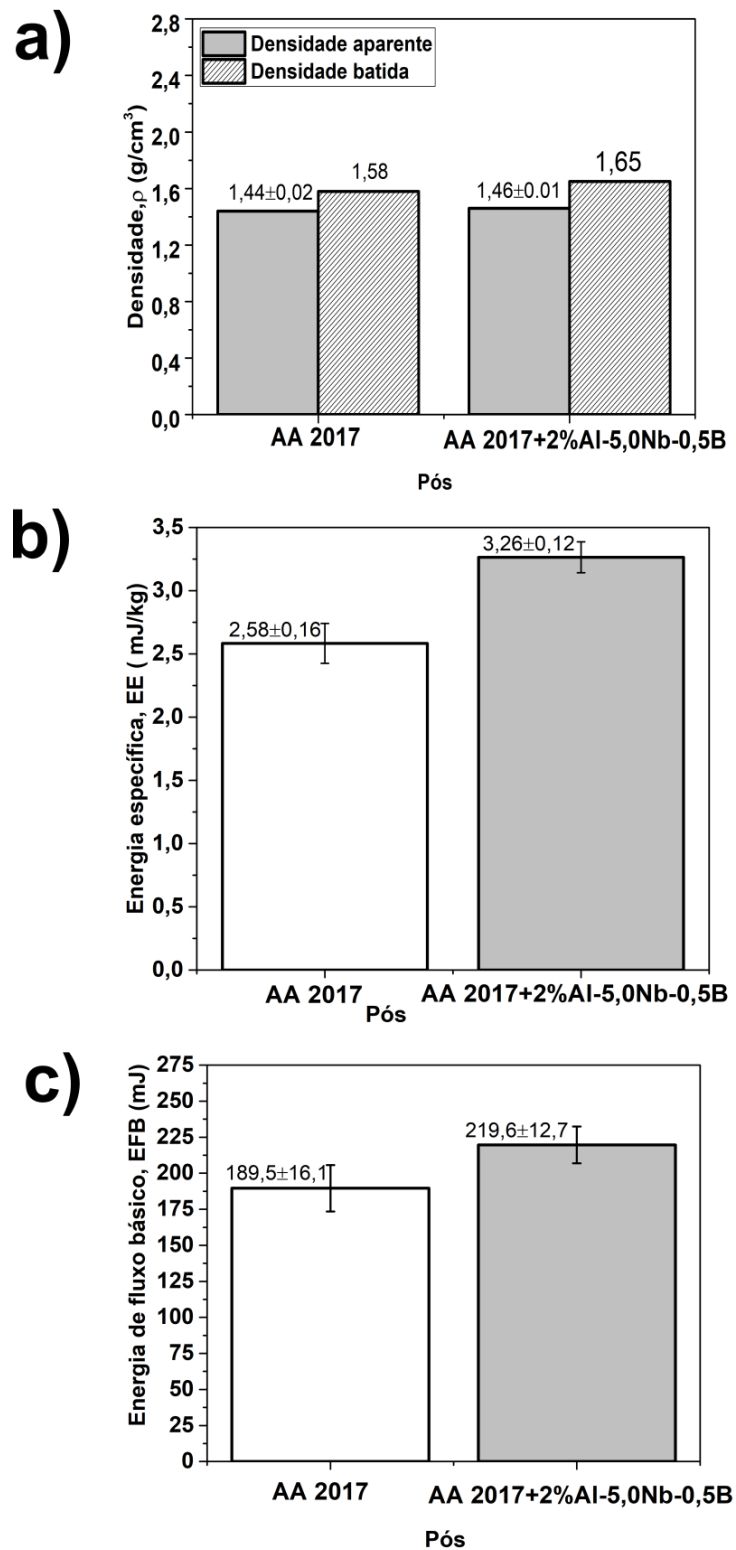 a)
Densidade,ρ (g/cm³)
2,8
2,4
2,0
1,6
1,2
0,8
0,4
0,0
Densidade aparente
Densidade batida
1,44±0,02
1,58
1,46±0.01
1,65
AA 2017
AA 2017+2%Al-5,0Nb-0,5B
Pós
b)
Energia específica, EE ( mJ/kg)
3,5
3,0
2,5
2,0
1,5
1,0
0,5
0,0
2,58±0,16
3,26±0,12
AA 2017
AA 2017+2%Al-5,0Nb-0,5B
Pós
c)
Energia de fluxo básico, EFB (mJ)
275
250
225
200
175
150
125
100
75
50
25
0
189,5±16,1
219,6±12,7
AA 2017
AA 2017+2%Al-5,0Nb-0,5B
Pós